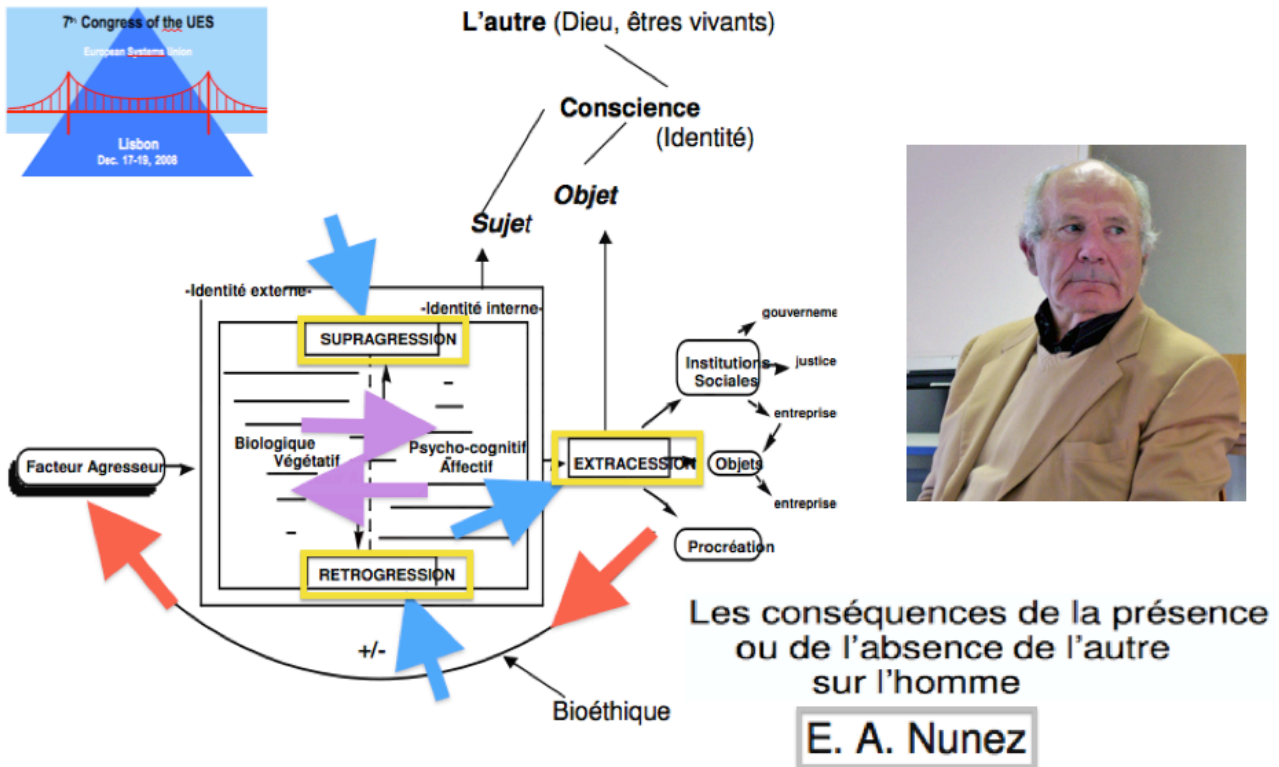 7th Congress of the UES
European Systems Union
Lisbon
Dec. 17-19, 2008
L'autre (Dieu, êtres vivants)
Conscience
(Identité)
Objet
Sujet
-Identité externe-
-Identité interne-
SUPRAGRESSION
Biologique
Végétatif
Psycho-cognitif
Affectif
Facteur Agresseur
RETROGRESSION
EXTRACESSION
Institutions
Sociales
gouverneme
justice
entreprise
Objets
entreprise
Procréation
+/-
Bioéthique
Les conséquences de la présence
ou de l'absence de l'autre
sur l'homme
E. A. Nunez